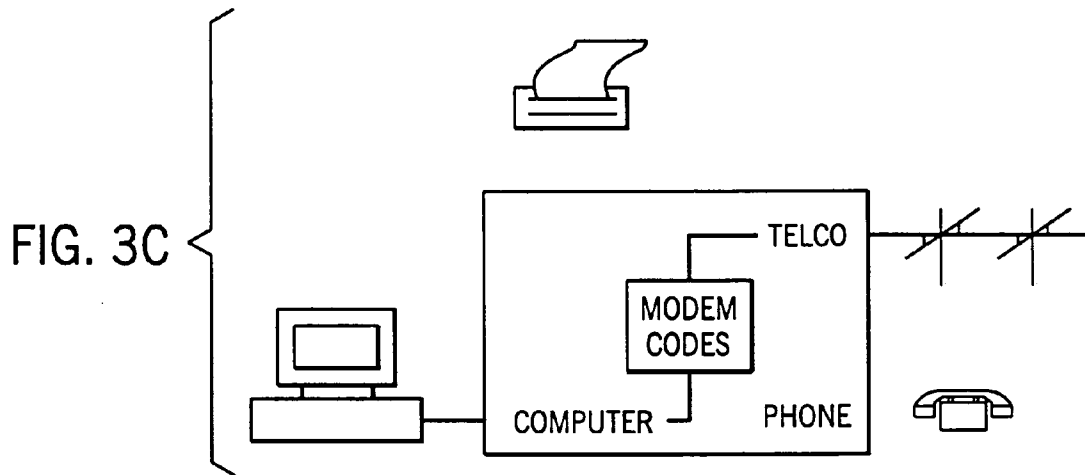 FIG. 3C
TELCO
MODEM
CODES
COMPUTER
PHONE